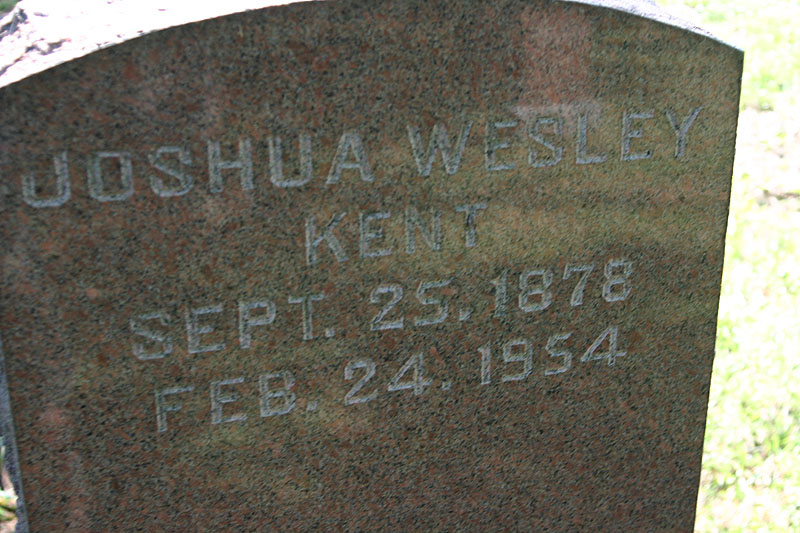 JOSHUA WESLEY
KENT
SEPT. 25. 1878
FEB. 24. 1954